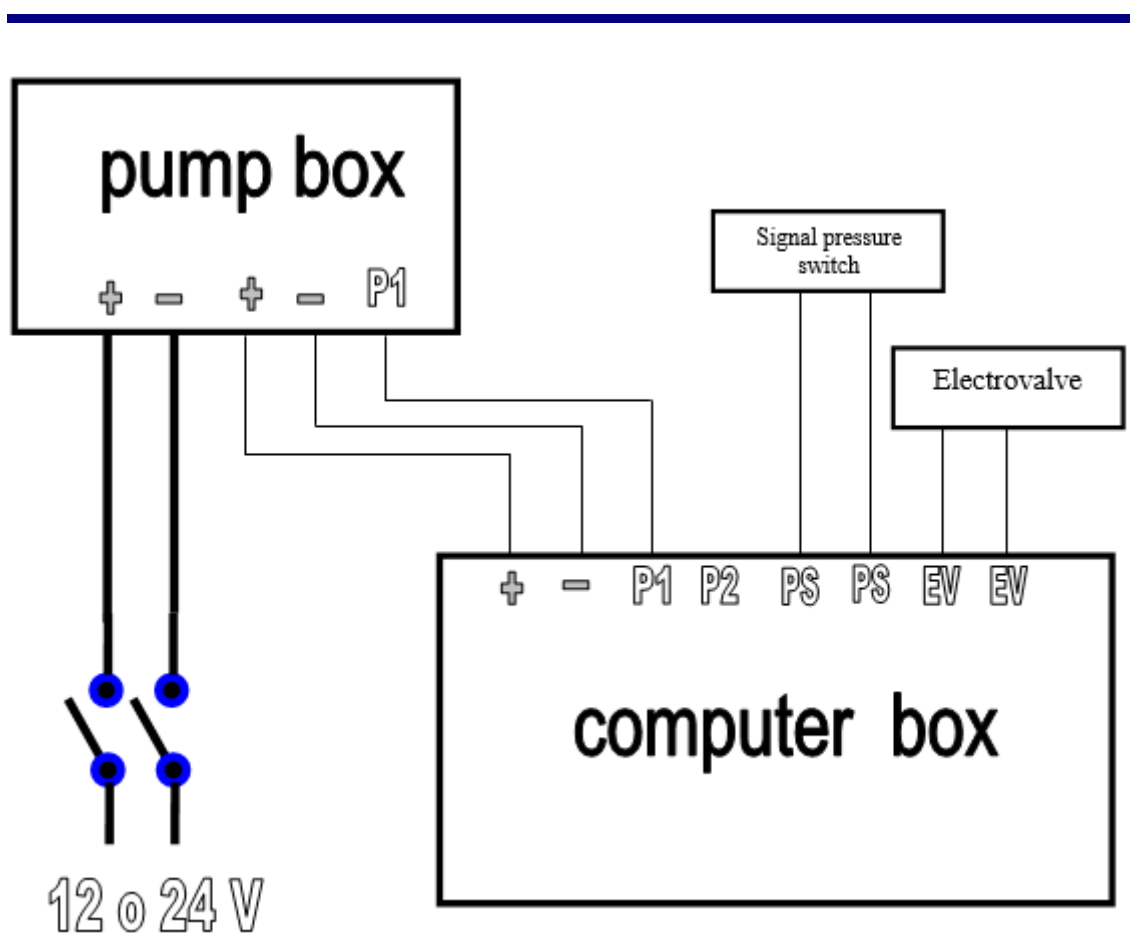 pump box
+ − + − P1
Signal pressure
switch
Electrovalve
+ − P1 P2 PS PS EV EV
computer box
12 o 24 V